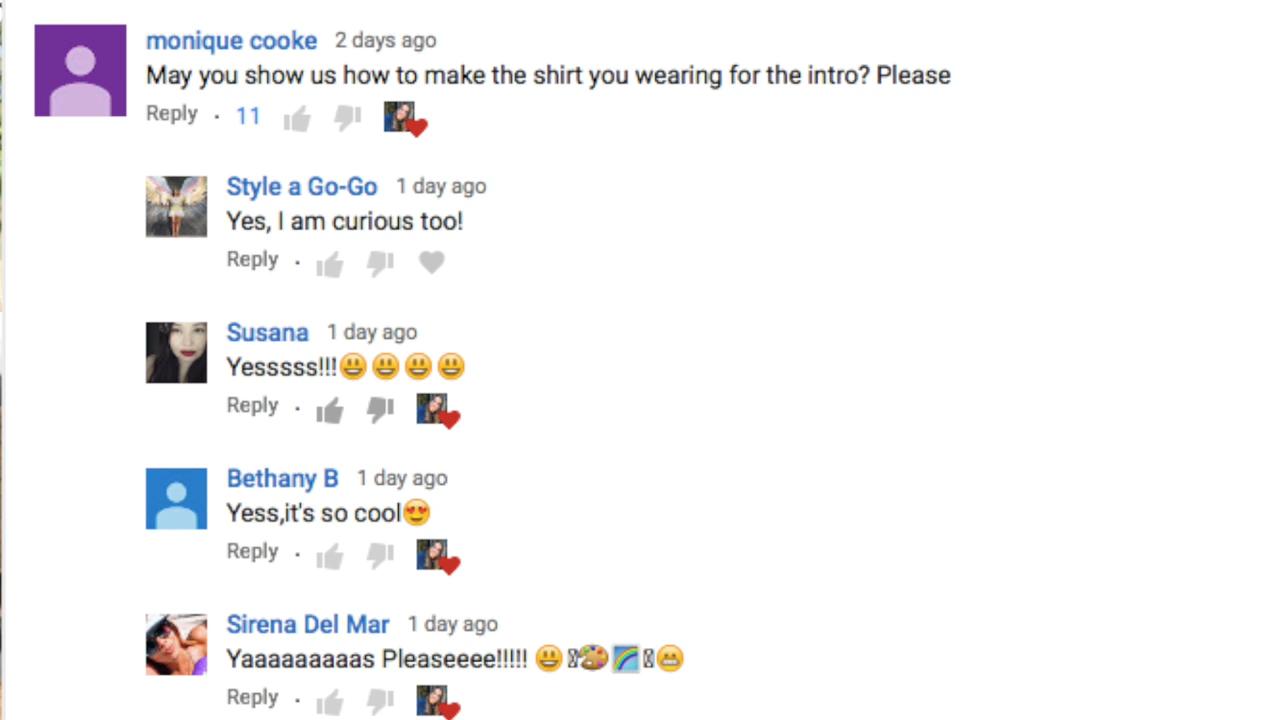 monique cooke 2 days ago
May you show us how to make the shirt you wearing for the intro? Please
Reply · 11
Style a Go-Go 1 day ago
Yes, I am curious too!
Reply ·
Susana 1 day ago
Yesssss!!!😃😃😃😃
Reply ·
Bethany B 1 day ago
Yess,it's so cool😍
Reply ·
Sirena Del Mar 1 day ago
Yaaaaaaaaas Pleaseeee!!!!! 😃🎨🌈😁
Reply ·